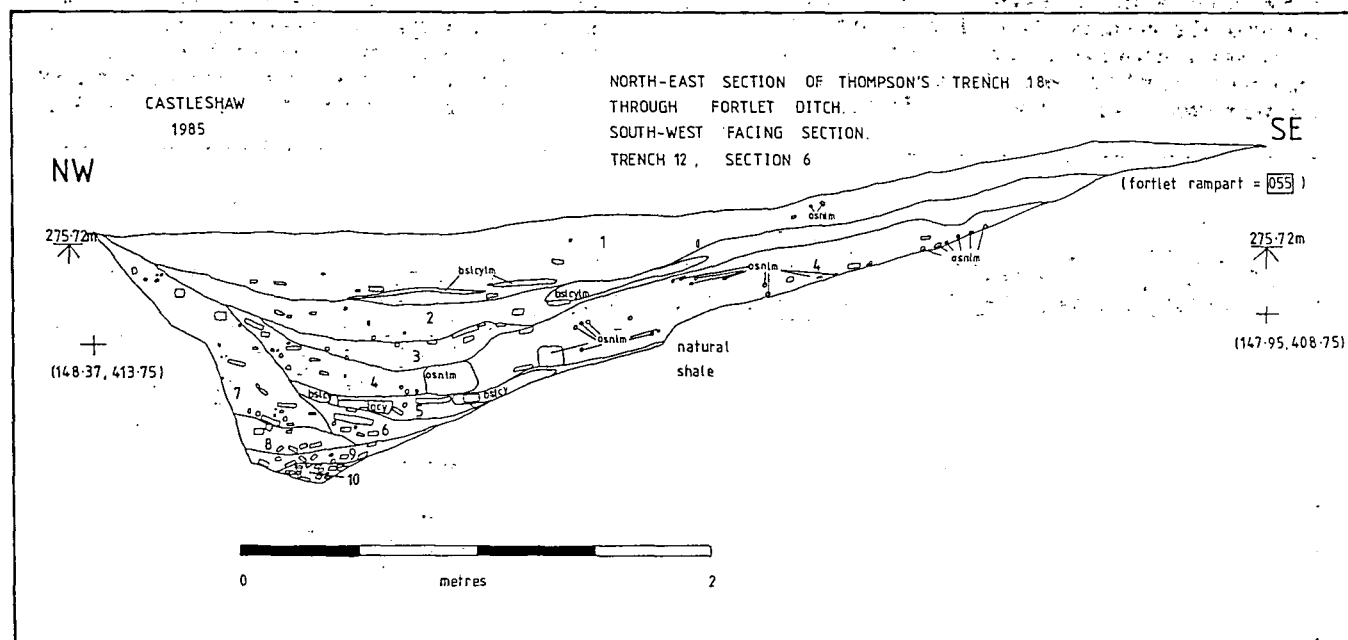 CASTLESHAW
1985
NORTH-EAST SECTION OF THOMPSON'S TRENCH 18
THROUGH FORTLET DITCH.
SOUTH-WEST FACING SECTION.
TRENCH 12, SECTION 6
NW
SE
(fortlet rampart = 055)
275·72m
275·72m
(148·37, 413·75)
(147·95, 408·75)
osnlm
1
bslcylm
bslcylm
osnlm
4
osnlm
2
osnlm
3
natural
shale
4
osnlm
bslcy
bslcy
5
7
6
8
9
10
0
metres
2